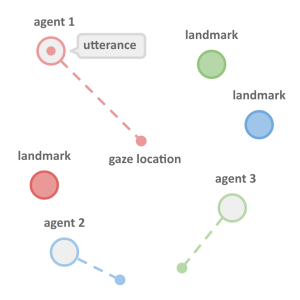 agent 1
utterance
landmark
landmark
gaze location
landmark
agent 3
agent 2